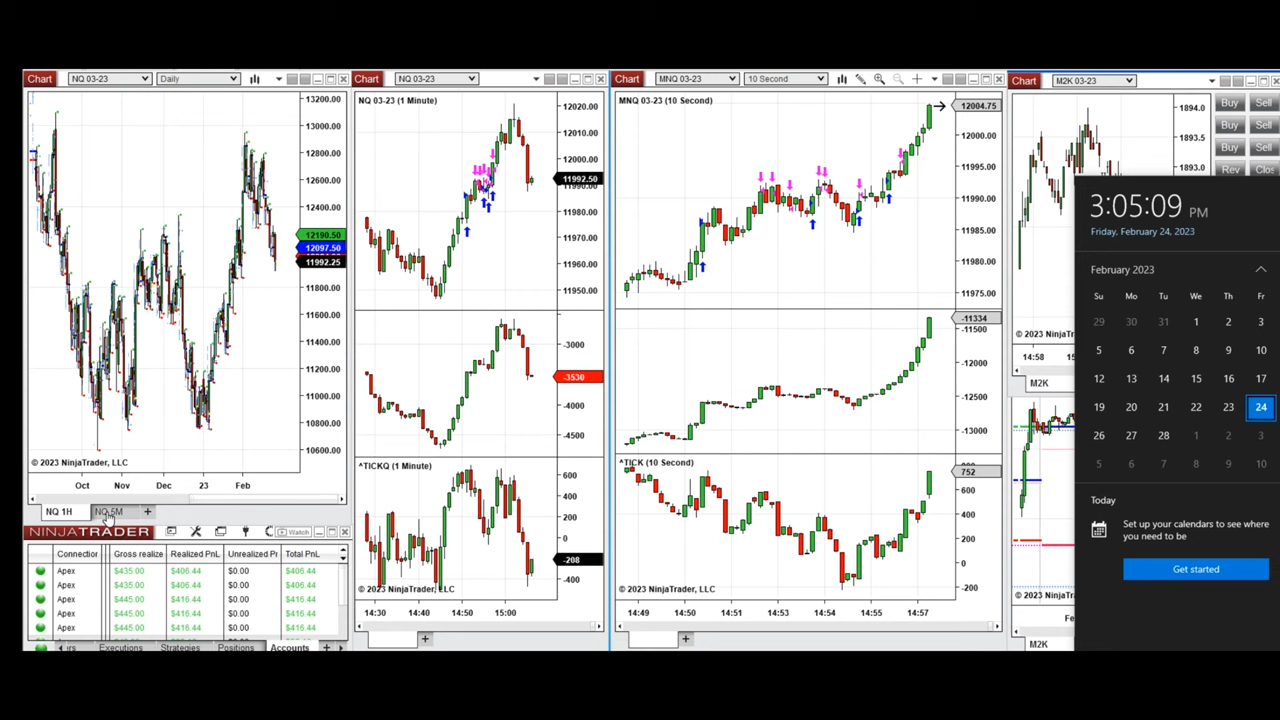 Chart
NQ 03-23
Daily
13200.00
13000.00
12800.00
12600.00
12400.00
12190.50
12097.50
11992.25
11800.00
11600.00
11400.00
11200.00
11000.00
10800.00
10600.00
© 2023 NinjaTrader, LLC
Oct Nov Dec 23 Feb
NQ 1H
NQ 5M
+
NINJATRADER
Watch
Connection Gross realize Realized PnL Unrealized Pr Total PnL
Apex $435.00 $406.44 $0.00 $406.44
Apex $435.00 $406.44 $0.00 $406.44
Apex $445.00 $416.44 $0.00 $416.44
Apex $445.00 $416.44 $0.00 $416.44
Apex $445.00 $416.44 $0.00 $416.44
rs Executions Strategies Positions Accounts +
Chart
NQ 03-23
NQ 03-23 (1 Minute)
12020.00
12010.00
12000.00
11992.50
11980.00
11970.00
11960.00
11950.00
-3000
-3530
-4000
-4500
^TICKQ (1 Minute)
600
400
200
0
-208
-400
© 2023 NinjaTrader, LLC
14:30 14:40 14:50 15:00
+
Chart
MNQ 03-23
10 Second
MNQ 03-23 (10 Second)
12004.75
12000.00
11995.00
11990.00
11985.00
11980.00
11975.00
-11334
-11500
-12000
-12500
-13000
^TICK (10 Second)
752
600
400
200
0
-200
© 2023 NinjaTrader, LLC
14:49 14:50 14:51 14:52 14:53 14:54 14:55 14:57
+
Chart
M2K 03-23
1894.0
1893.5
1893.0
Buy Sell
Buy Sell
Buy Sell
Rev Clos
© 2023 NinjaTra
14:58
M2K
M2K
3:05:09 PM
Friday, February 24, 2023
February 2023
Su Mo Tu We Th Fr
29 30 31 1 2 3
5 6 7 8 9 10
12 13 14 15 16 17
19 20 21 22 23 24
26 27 28 1 2 3
5 6 7 8 9 10
Today
Set up your calendars to see where
you need to be
Get started